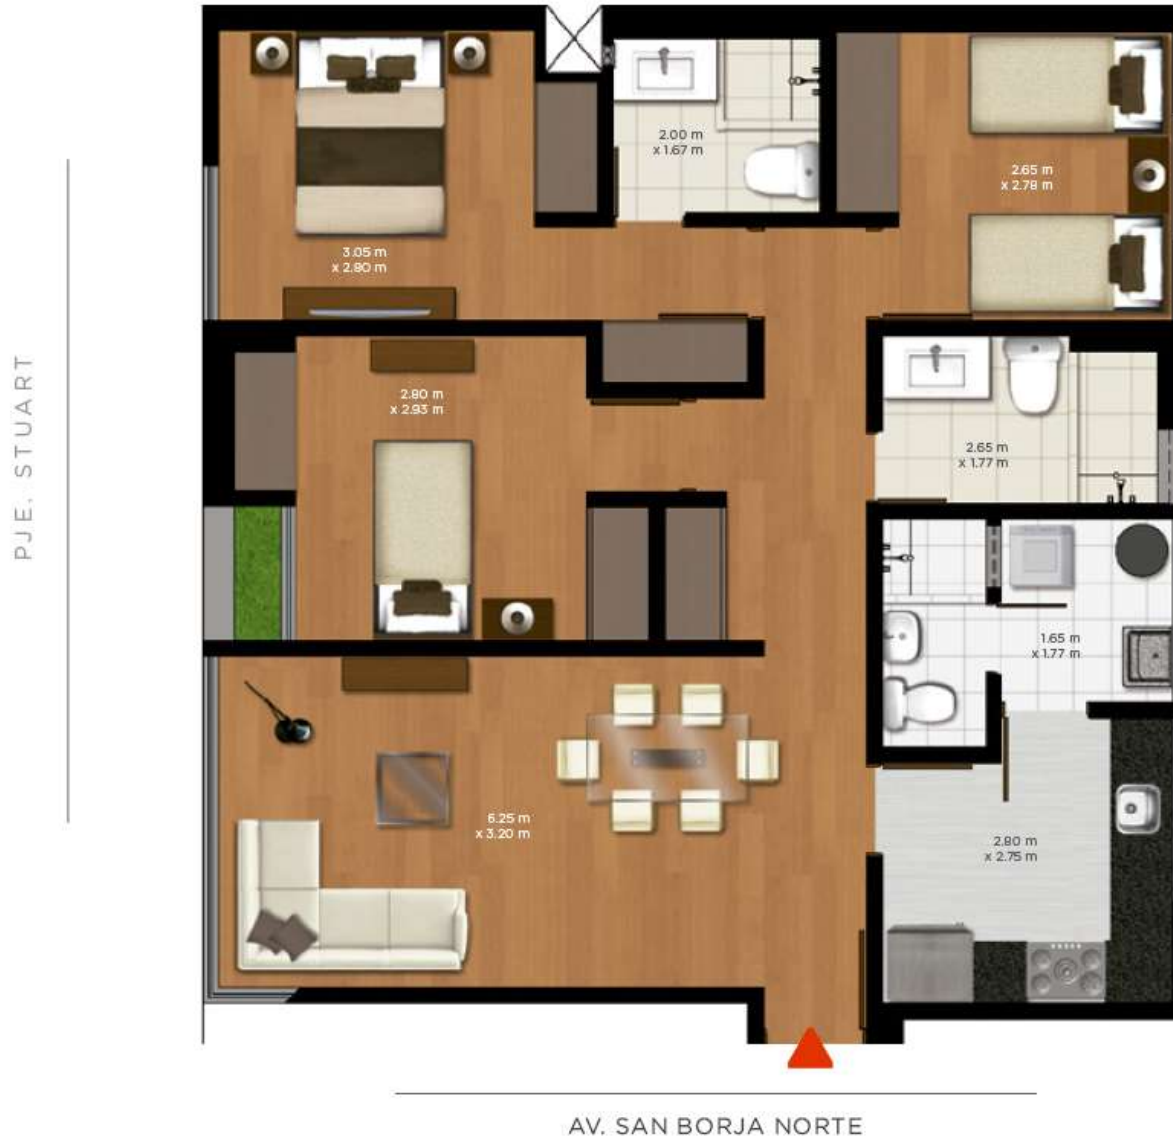 2.00 m
x 1.67 m
2.65 m
x 2.78 m
3.05 m
x 2.80 m
2.80 m
x 2.93 m
2.65 m
x 1.77 m
1.65 m
x 1.77 m
6.25 m
x 3.20 m
2.80 m
x 2.75 m
PJE. STUART
AV. SAN BORJA NORTE